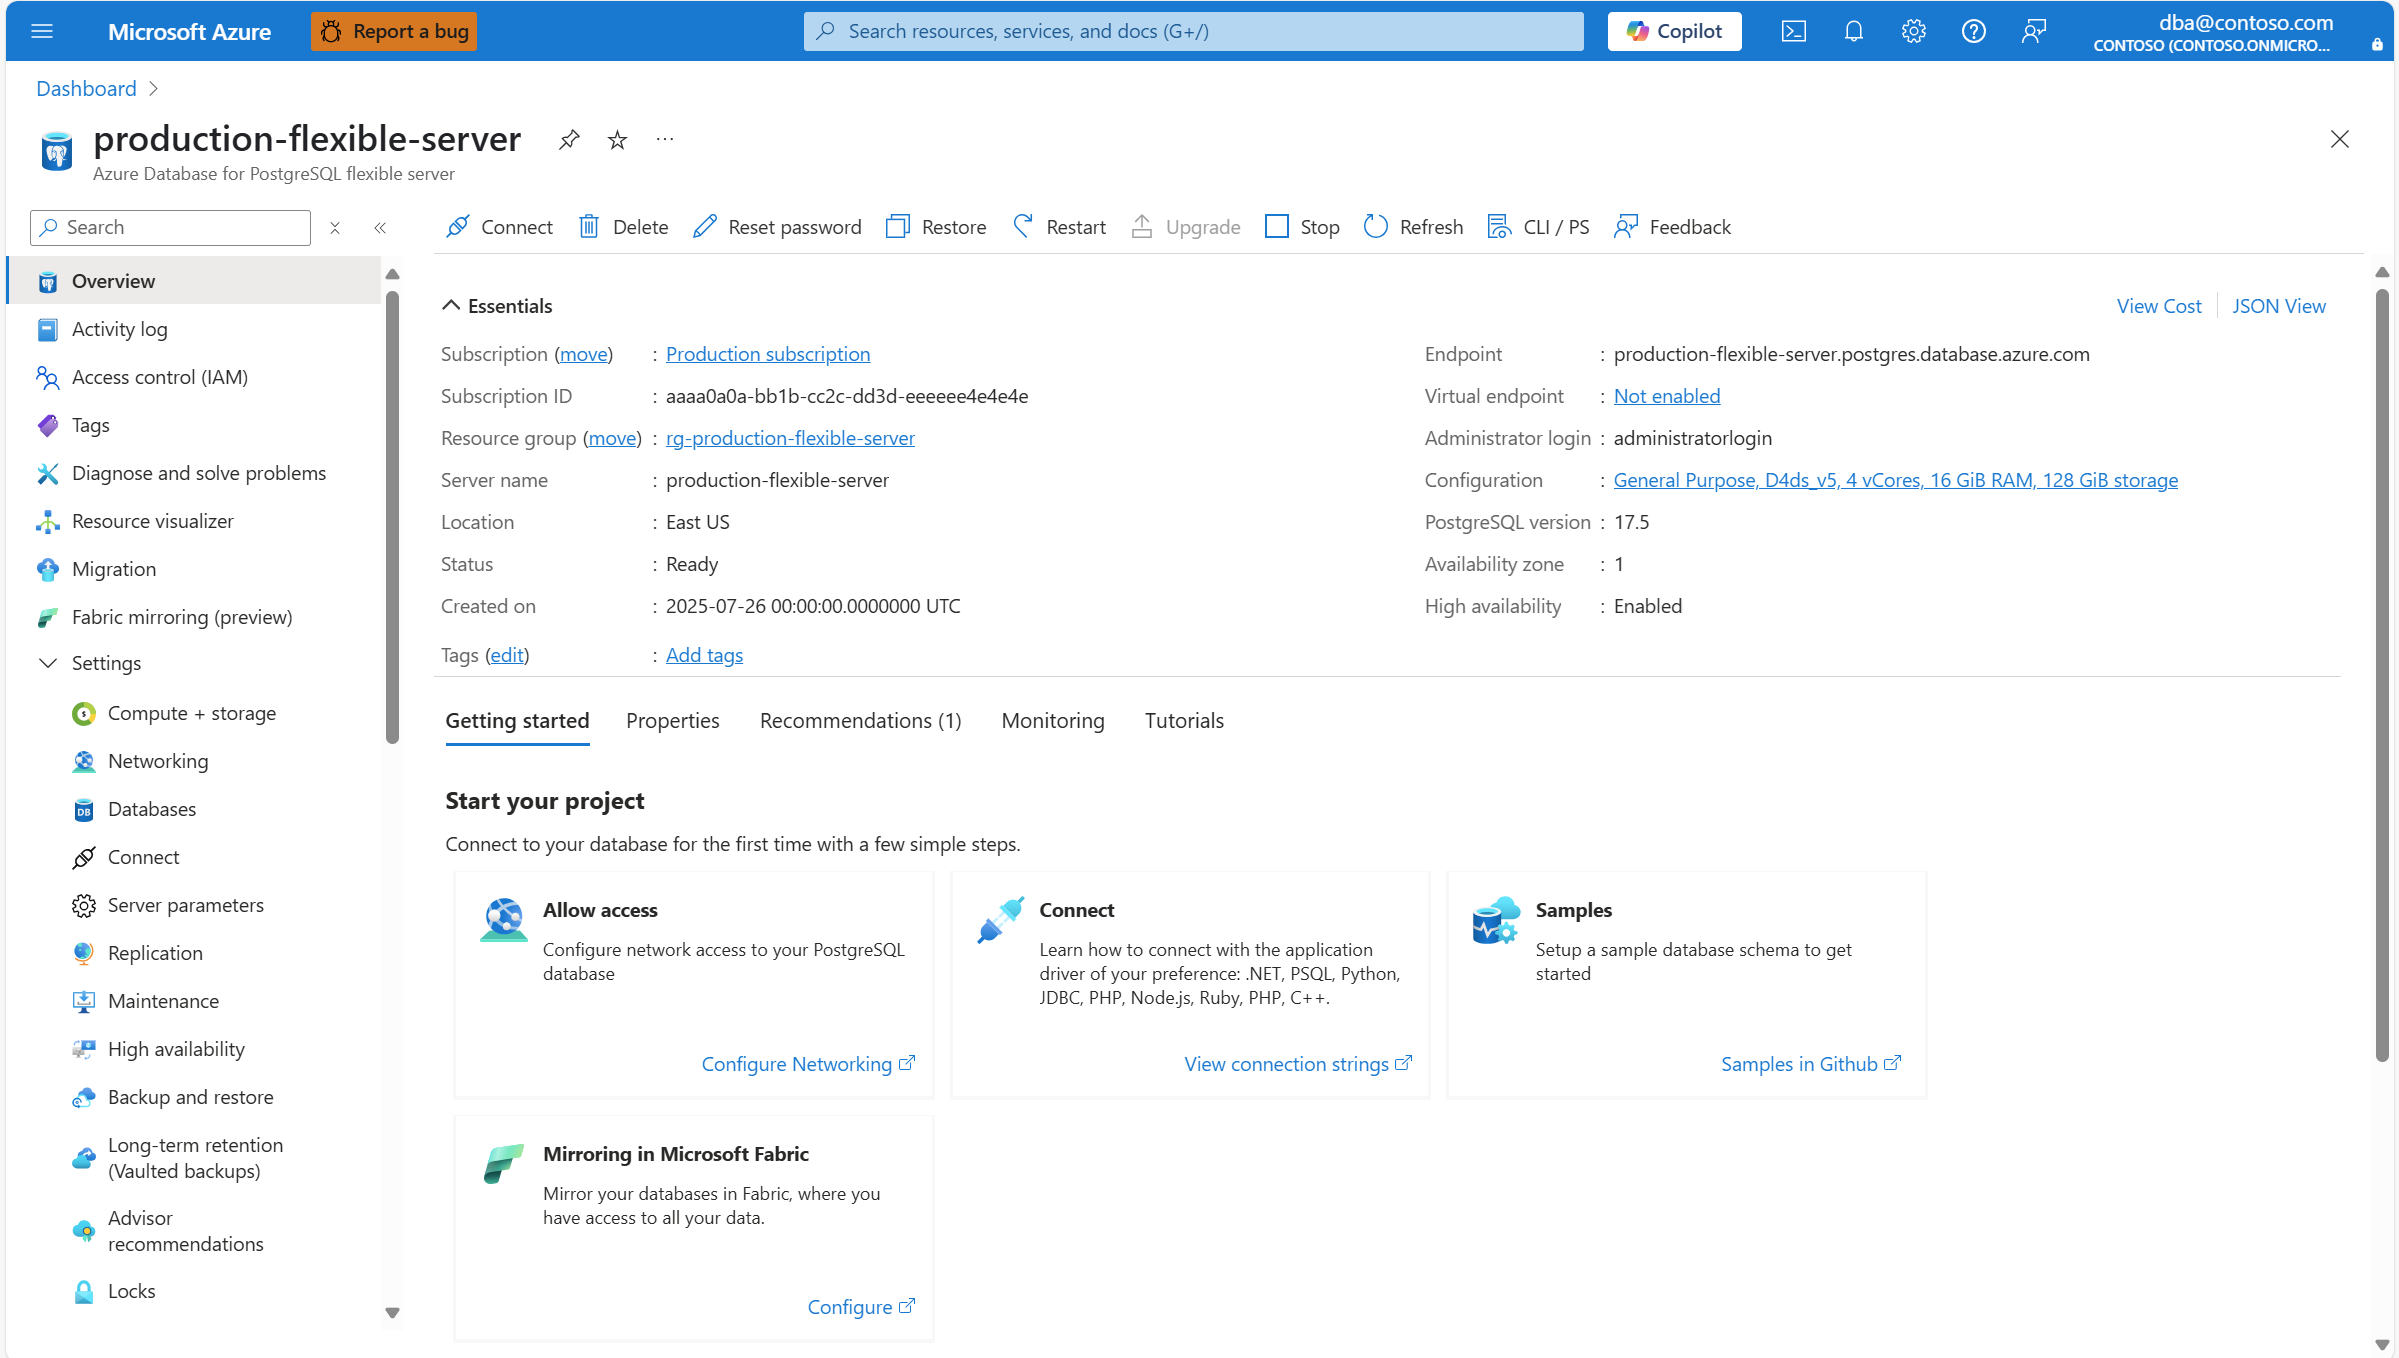 Microsoft Azure
Report a bug
Search resources, services, and docs (G+/)
Copilot
dba@contoso.com
CONTOSO (CONTOSO.ONMICRO...
Dashboard
production-flexible-server
Azure Database for PostgreSQL flexible server
Search
Connect
Delete
Reset password
Restore
Restart
Upgrade
Stop
Refresh
CLI / PS
Feedback
Overview
Activity log
Access control (IAM)
Tags
Diagnose and solve problems
Resource visualizer
Migration
Fabric mirroring (preview)
Settings
Compute + storage
Networking
Databases
Connect
Server parameters
Replication
Maintenance
High availability
Backup and restore
Long-term retention
(Vaulted backups)
Advisor
recommendations
Locks
Essentials
View Cost
JSON View
Subscription (move) : Production subscription
Subscription ID : aaaa0a0a-bb1b-cc2c-dd3d-eeeeee4e4e4e
Resource group (move) : rg-production-flexible-server
Server name : production-flexible-server
Location : East US
Status : Ready
Created on : 2025-07-26 00:00:00.0000000 UTC
Tags (edit) : Add tags
Endpoint : production-flexible-server.postgres.database.azure.com
Virtual endpoint : Not enabled
Administrator login : administratorlogin
Configuration : General Purpose, D4ds_v5, 4 vCores, 16 GiB RAM, 128 GiB storage
PostgreSQL version : 17.5
Availability zone : 1
High availability : Enabled
Getting started
Properties
Recommendations (1)
Monitoring
Tutorials
Start your project
Connect to your database for the first time with a few simple steps.
Allow access
Configure network access to your PostgreSQL
database
Configure Networking
Connect
Learn how to connect with the application
driver of your preference: .NET, PSQL, Python,
JDBC, PHP, Node.js, Ruby, PHP, C++.
View connection strings
Samples
Setup a sample database schema to get
started
Samples in Github
Mirroring in Microsoft Fabric
Mirror your databases in Fabric, where you
have access to all your data.
Configure